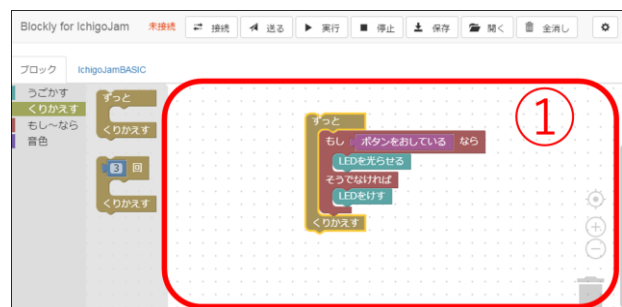 Blockly for IchigoJam 未接続 接続 送る 実行 停止 保存 開く 全消し
ブロック IchigoJamBASIC
うごかす
くりかえす
もし～なら
音色
ずっと
くりかえす
3 回
くりかえす
ずっと
もし ボタンをおしている なら
LEDを光らせる
そうでなければ
LEDをけす
くりかえす
①